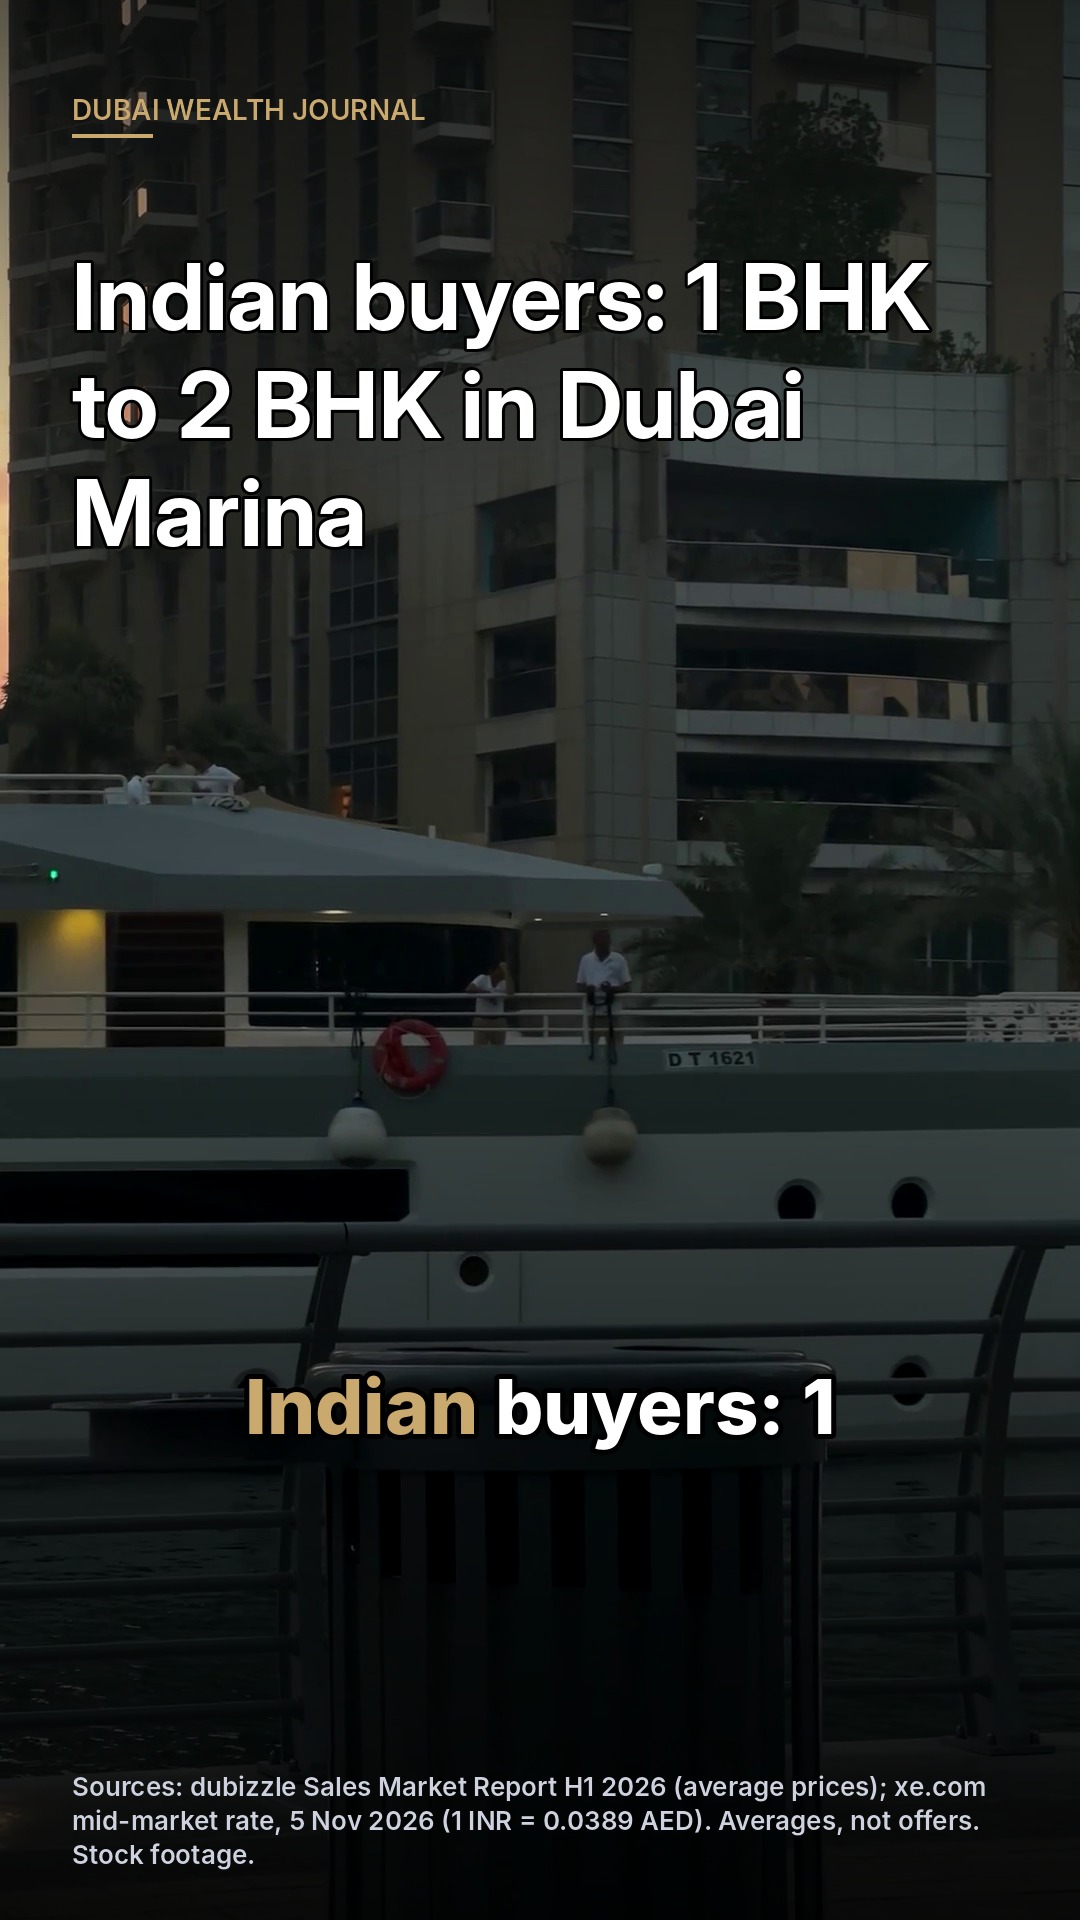 DUBAI WEALTH JOURNAL
Indian buyers: 1 BHK
to 2 BHK in Dubai
Marina
D T 1621
Indian buyers: 1
Sources: dubizzle Sales Market Report H1 2026 (average prices); xe.com
mid-market rate, 5 Nov 2026 (1 INR = 0.0389 AED). Averages, not offers.
Stock footage.